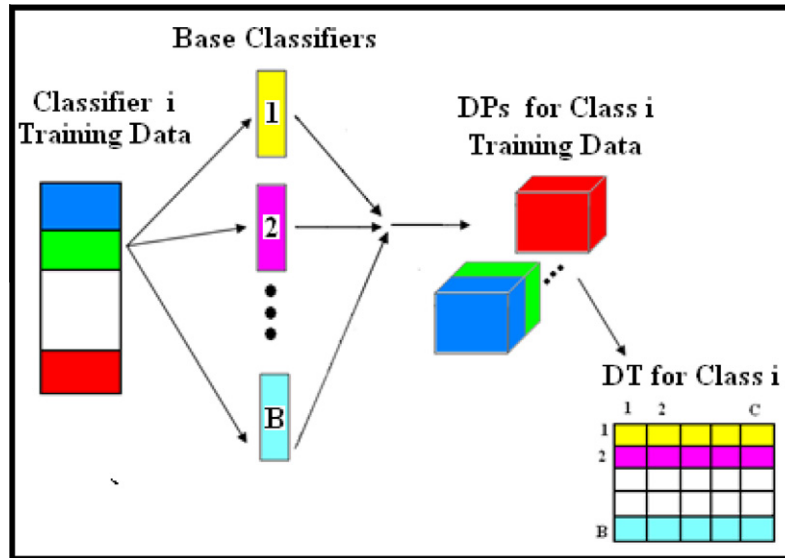 Base Classifiers
Classifier i
Training Data
1
2
B
DPs for Class i
Training Data
DT for Class i
1 2 C
1
2
B